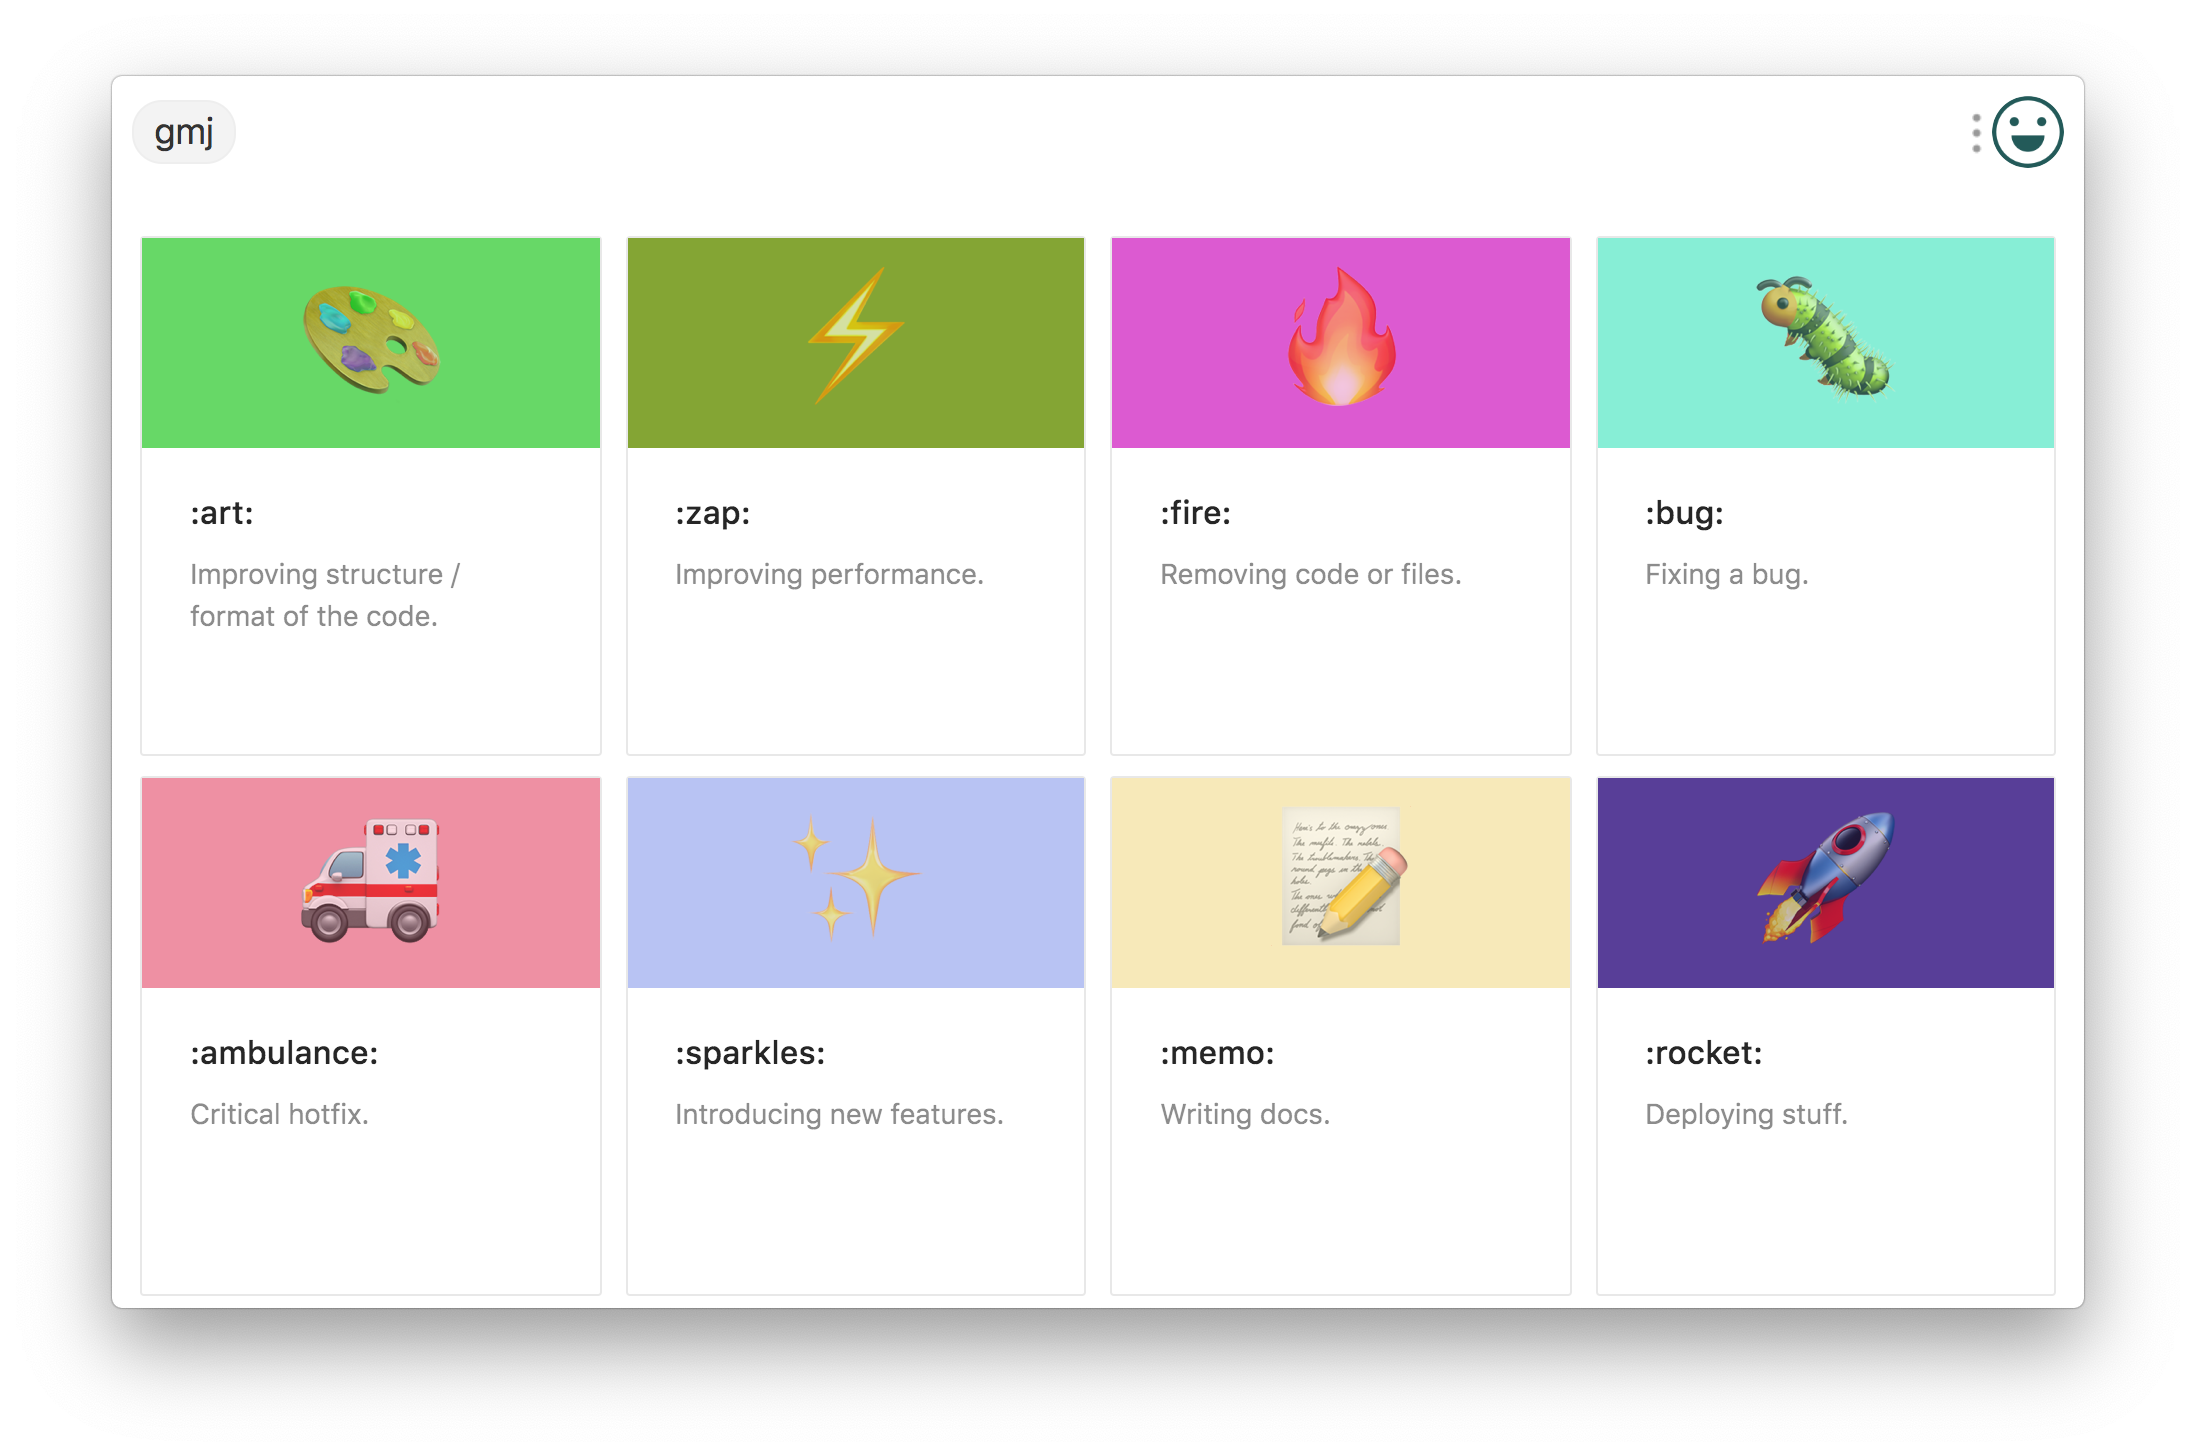 gmj
:art:
Improving structure /
format of the code.
:zap:
Improving performance.
:fire:
Removing code or files.
:bug:
Fixing a bug.
:ambulance:
Critical hotfix.
:sparkles:
Introducing new features.
:memo:
Writing docs.
:rocket:
Deploying stuff.